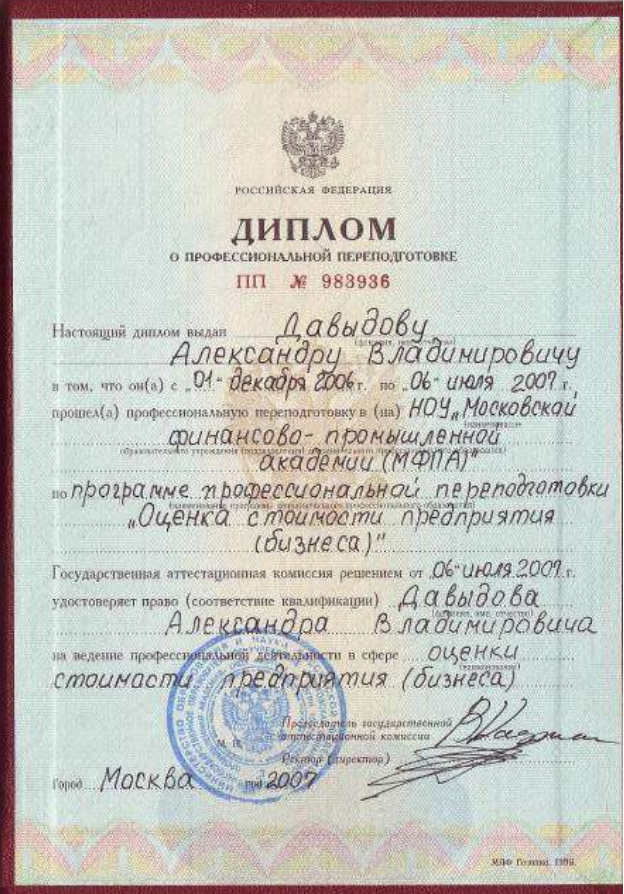 РОССИЙСКАЯ ФЕДЕРАЦИЯ
ДИПЛОМ
О ПРОФЕССИОНАЛЬНОЙ ПЕРЕПОДГОТОВКЕ
ПП № 983936
Настоящий диплом выдан Давыдову
Александру Владимировичу
в том, что он(а) с „01“ декабря 2006 г. по „06“ июля 2007 г.
прошел(а) профессиональную переподготовку в (на) НОУ „Московской
финансово-промышленной
академии (МФПА)"
по программе профессиональной переподготовки
„Оценка стоимости предприятия
(бизнеса)"
Государственная аттестационная комиссия решением от „06“ июля 2007 г.
удостоверяет право (соответствие квалификации) Давыдова
(фамилия, имя, отчество)
Александра Владимировича
на ведение профессиональной деятельности в сфере оценки
(наименование)
стоимости предприятия (бизнеса)
Председатель государственной
аттестационной комиссии
Ректор (директор)
М. П.
Город Москва год 2007